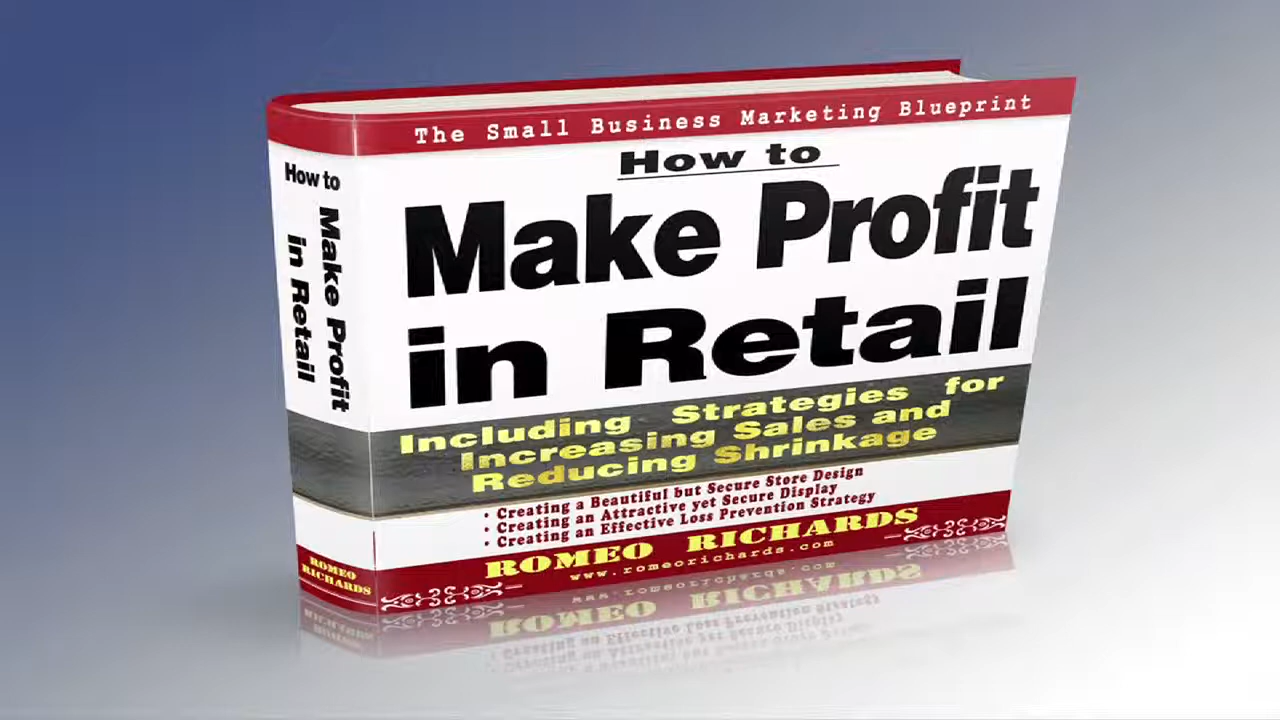 The Small Business Marketing Blueprint
How to
Make Profit
in Retail
Including Strategies for
Increasing Sales and
Reducing Shrinkage
• Creating a Beautiful but Secure Store Design
• Creating an Attractive yet Secure Display
• Creating an Effective Loss Prevention Strategy
ROMEO RICHARDS
www.romeorichards.com
How to
Make Profit
in Retail
ROMEO
RICHARDS